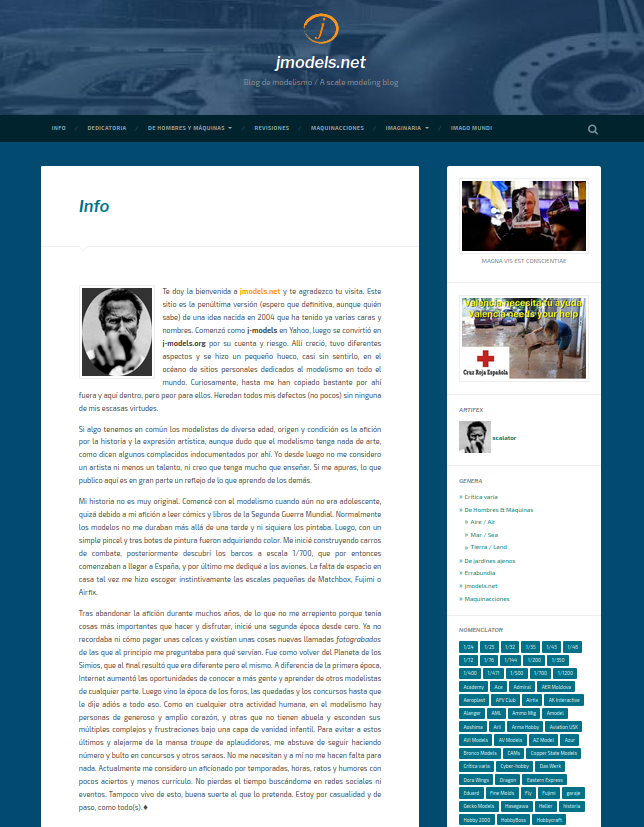 jmodels.net
Blog de modelismo / A scale modeling blog
INFO / DEDICATORIA / DE HOMBRES Y MÁQUINAS / REVISIONES / MAQUINACCIONES / IMAGINARIA / IMAGO MUNDI
Info
Te doy la bienvenida a jmodels.net y te agradezco tu visita. Este
sitio es la penúltima versión (espero que definitiva, aunque quién
sabe) de una idea nacida en 2004 que ha tenido ya varias caras y
nombres. Comenzó como j-models en Yahoo, luego se convirtió en
j-models.org por su cuenta y riesgo. Allí creció, tuvo diferentes
aspectos y se hizo un pequeño hueco, casi sin sentirlo, en el
océano de sitios personales dedicados al modelismo en todo el
mundo. Curiosamente, hasta me han copiado bastante por ahí
fuera y aquí dentro, pero peor para ellos. Heredan todos mis defectos (no pocos) sin ninguna
de mis escasas virtudes.
Si algo tenemos en común los modelistas de diversa edad, origen y condición es la afición
por la historia y la expresión artística, aunque dudo que el modelismo tenga nada de arte,
como dicen algunos complacidos indocumentados por ahí. Yo desde luego no me considero
un artista ni menos un talento, ni creo que tenga mucho que enseñar. Si me apuras, lo que
publico aquí es en gran parte un reflejo de lo que aprendo de los demás.
Mi historia no es muy original. Comencé con el modelismo cuando aún no era adolescente,
quizá debido a mi afición a leer cómics y libros de la Segunda Guerra Mundial. Normalmente
los modelos no me duraban más allá de una tarde y ni siquiera los pintaba. Luego, con un
simple pincel y tres botes de pintura fueron adquiriendo color. Me inicié construyendo carros
de combate, posteriormente descubrí los barcos a escala 1/700, que por entonces
comenzaban a llegar a España, y por último me dediqué a los aviones. La falta de espacio en
casa tal vez me hizo escoger instintivamente las escalas pequeñas de Matchbox, Fujimi o
Airfix.
Tras abandonar la afición durante muchos años, de lo que no me arrepiento porque tenía
cosas más importantes que hacer y disfrutar, inicié una segunda época desde cero. Ya no
recordaba ni cómo pegar unas calcas y existían unas cosas nuevas llamadas fotograbados
de las que al principio me preguntaba para qué servían. Fue como volver del Planeta de los
Simios, que al final resultó que era diferente pero el mismo. A diferencia de la primera época,
Internet aumentó las oportunidades de conocer a más gente y aprender de otros modelistas
de cualquier parte. Luego vino la época de los foros, las quedadas y los concursos hasta que
le dije adiós a todo eso. Como en cualquier otra actividad humana, en el modelismo hay
personas de generoso y amplio corazón, y otras que no tienen abuela y esconden sus
múltiples complejos y frustraciones bajo una capa de vanidad infantil. Para evitar a estos
últimos y alejarme de la mansa troupe de aplaudidores, me abstuve de seguir haciendo
número y bulto en concursos y otros saraos. No me necesitan y a mí no me hacen falta para
nada. Actualmente me considero un aficionado por temporadas, horas, ratos y humores con
pocos aciertos y menos currículo. No pierdas el tiempo buscándome en redes sociales ni
eventos. Tampoco vivo de esto, buena suerte al que lo pretenda. Estoy por casualidad y de
paso, como todo(s).♦
MAGNA VIS EST CONSCIENTIAE
Valencia necesita tu ayuda
Valencia needs your help
Cruz Roja Española
ARTIFEX
scalator
GENERA
» Crítica varia
» De Hombres & Máquinas
» Aire / Air
» Mar / Sea
» Tierra / Land
» De jardines ajenos
» Errabundia
» jmodels.net
» Maquinacciones
NOMENCLATOR
1/24 1/25 1/32 1/35 1/43 1/48
1/72 1/76 1/144 1/200 1/350
1/400 1/471 1/500 1/700 1/1200
Academy Ace Admiral AER Moldova
Aeroplast AFV Club Airfix AK Interactive
Alanger AML Ammo Mig Amodel
Aoshima Arii Arma Hobby Aviation USK
AVI Models AV Models AZ Model Azur
Bronco Models CAMs Copper State Models
Crítica varia Cyber-hobby Das Werk
Dora Wings Dragon Eastern Express
Eduard Fine Molds Fly Fujimi garaje
Gecko Models Hasegawa Heller historia
Hobby 2000 HobbyBoss Hobbycraft